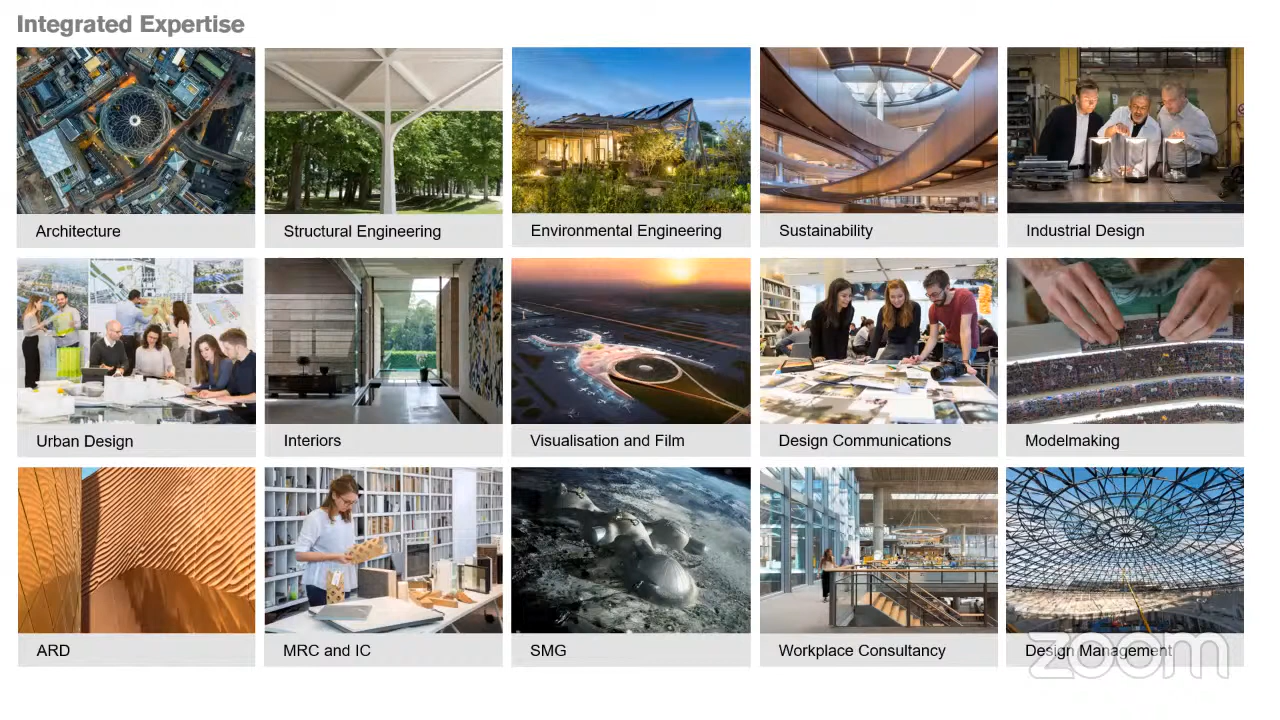 Integrated Expertise
Architecture
Structural Engineering
Environmental Engineering
Sustainability
Industrial Design
Urban Design
Interiors
Visualisation and Film
Design Communications
Modelmaking
ARD
MRC and IC
SMG
Workplace Consultancy
Design Management
zoom